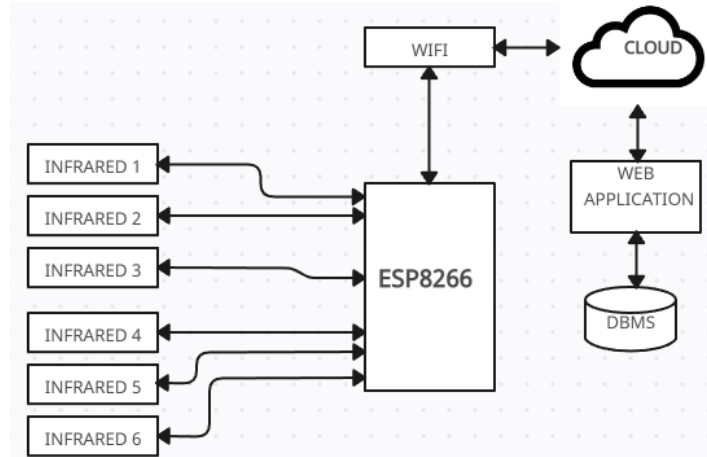 WIFI
CLOUD
INFRARED 1
INFRARED 2
INFRARED 3
INFRARED 4
INFRARED 5
INFRARED 6
ESP8266
WEB
APPLICATION
DBMS